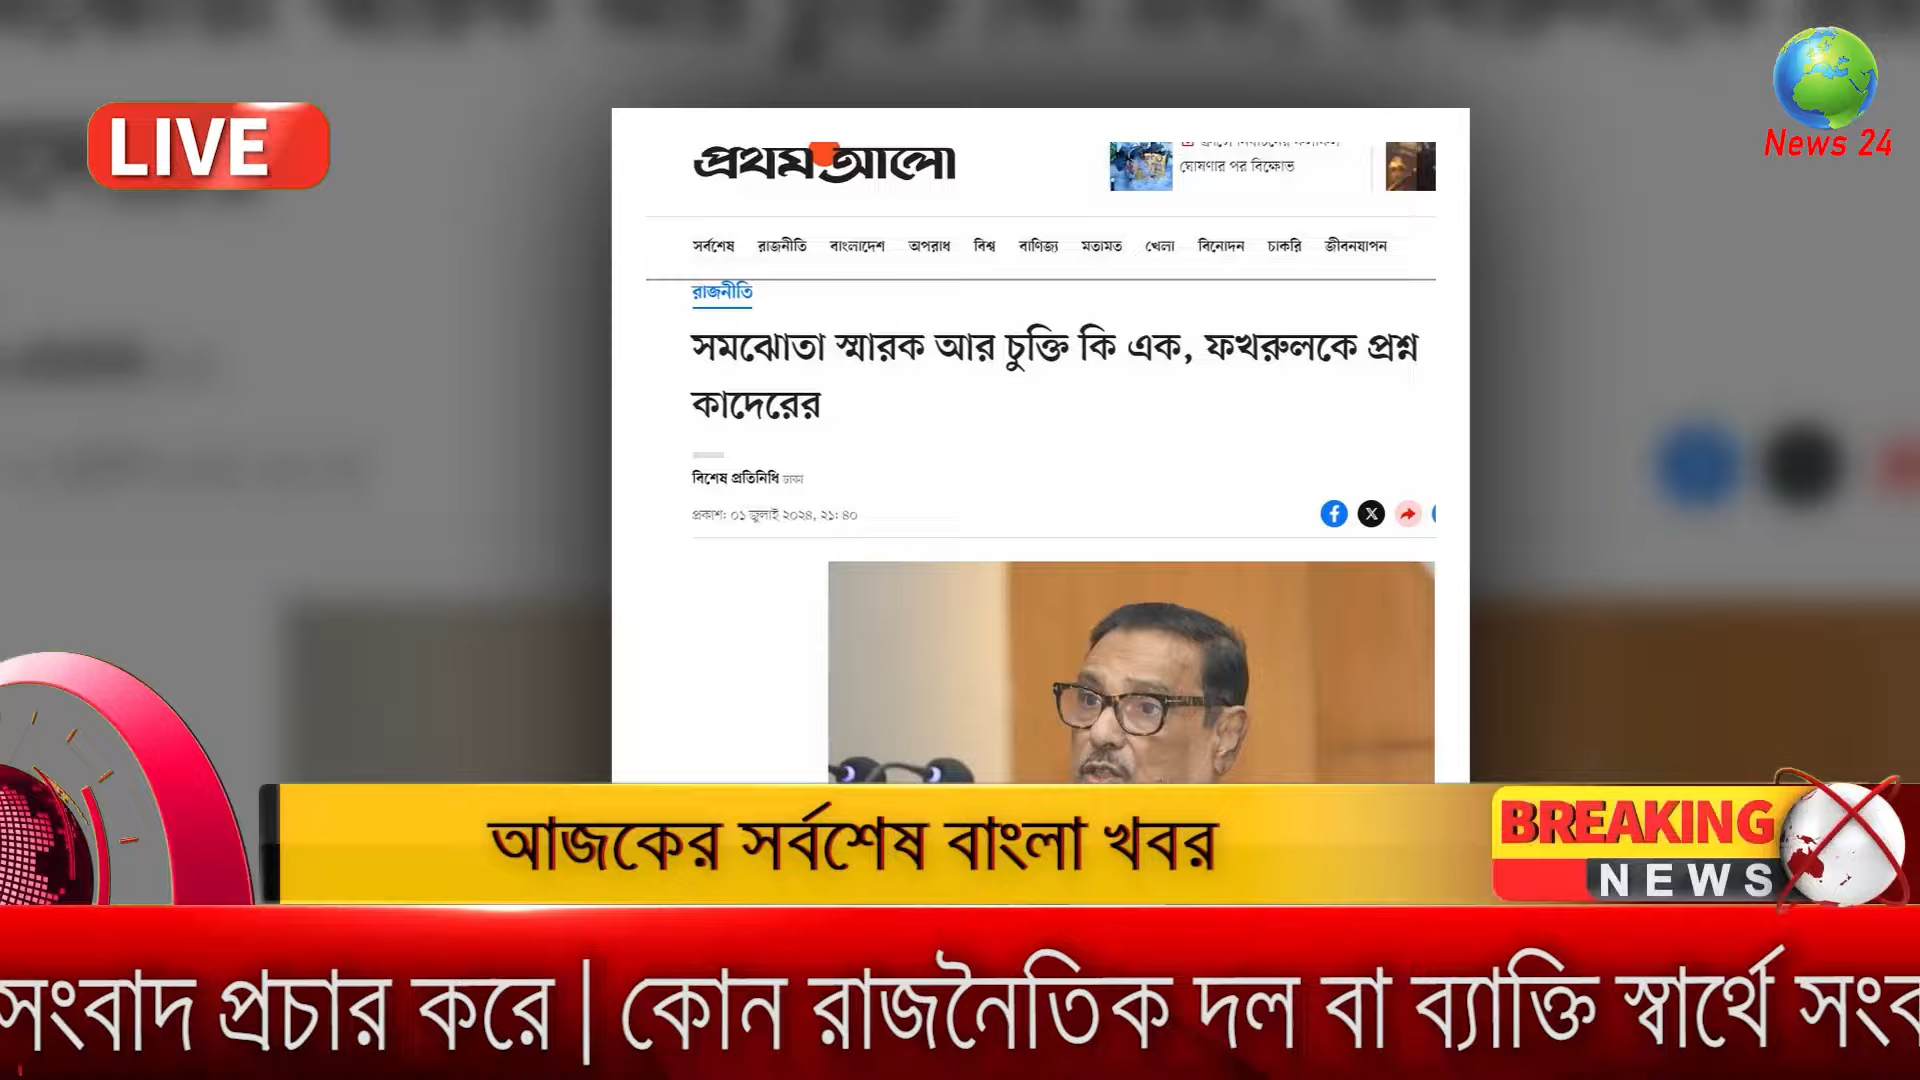 LIVE
News 24
প্রথম আলো
ঘোষণার পর বিক্ষোভ
সর্বশেষ রাজনীতি বাংলাদেশ অপরাধ বিশ্ব বাণিজ্য মতামত খেলা বিনোদন চাকরি জীবনযাপন
রাজনীতি
সমঝোতা স্মারক আর চুক্তি কি এক, ফখরুলকে প্রশ্ন
কাদেরের
বিশেষ প্রতিনিধি ঢাকা
প্রকাশ: ০১ জুলাই ২০২৪, ২১: ৪০
আজকের সর্বশেষ বাংলা খবর
BREAKING
NEWS
সংবাদ প্রচার করে | কোন রাজনৈতিক দল বা ব্যাক্তি স্বার্থে